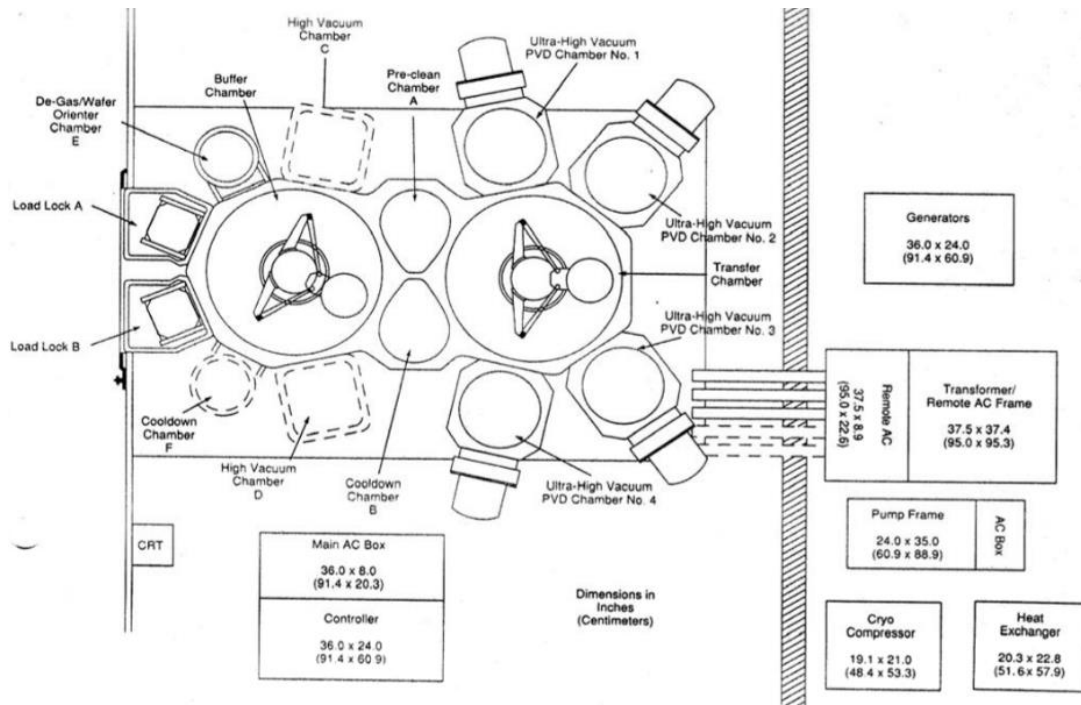 High Vacuum
Chamber
C
Ultra-High Vacuum
PVD Chamber No. 1
Buffer
Chamber
Pre-clean
Chamber
A
De-Gas/Wafer
Orienter
Chamber
E
Load Lock A
Ultra-High Vacuum
PVD Chamber No. 2
Generators
36.0 x 24.0
(91.4 x 60.9)
Transfer
Chamber
Ultra-High Vacuum
PVD Chamber No. 3
Load Lock B
Remote AC
37.5 x 8.9
(95.0 x 22.6)
Transformer/
Remote AC Frame
37.5 x 37.4
(95.0 x 95.3)
Cooldown
Chamber
F
High Vacuum
Chamber
D
Cooldown
Chamber
B
Ultra-High Vacuum
PVD Chamber No. 4
Pump Frame
24.0 x 35.0
(60.9 x 88.9)
AC Box
CRT
Main AC Box
36.0 x 8.0
(91.4 x 20.3)
Controller
36.0 x 24.0
(91.4 x 60.9)
Dimensions in
Inches
(Centimeters)
Cryo
Compressor
19.1 x 21.0
(48.4 x 53.3)
Heat
Exchanger
20.3 x 22.8
(51.6 x 57.9)